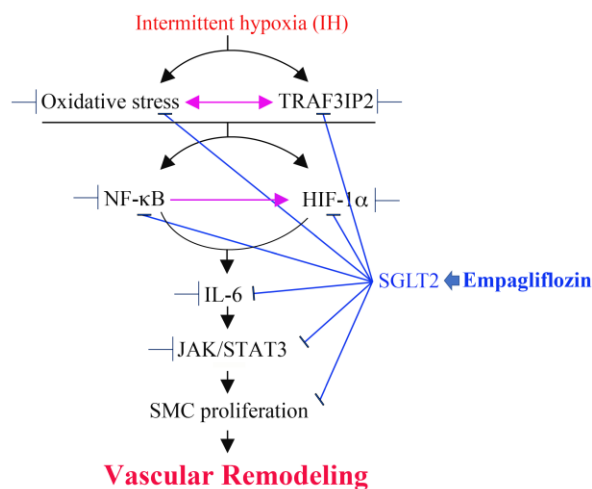 Intermittent hypoxia (IH)
Oxidative stress TRAF3IP2
NF-κB HIF-1α
SGLT2 Empagliflozin
IL-6
JAK/STAT3
SMC proliferation
Vascular Remodeling